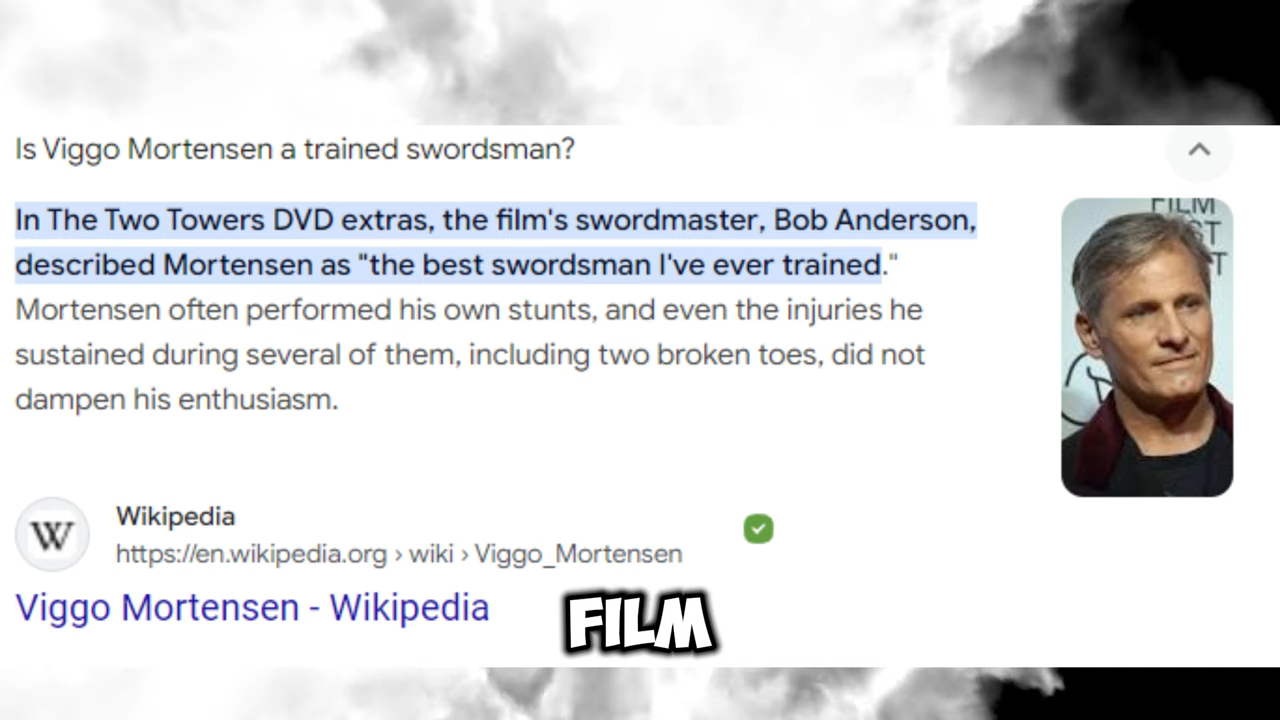 Is Viggo Mortensen a trained swordsman?
In The Two Towers DVD extras, the film's swordmaster, Bob Anderson,
described Mortensen as "the best swordsman I've ever trained."
Mortensen often performed his own stunts, and even the injuries he
sustained during several of them, including two broken toes, did not
dampen his enthusiasm.
FILM
ST
T
W
Wikipedia
https://en.wikipedia.org › wiki › Viggo_Mortensen
Viggo Mortensen - Wikipedia
FILM